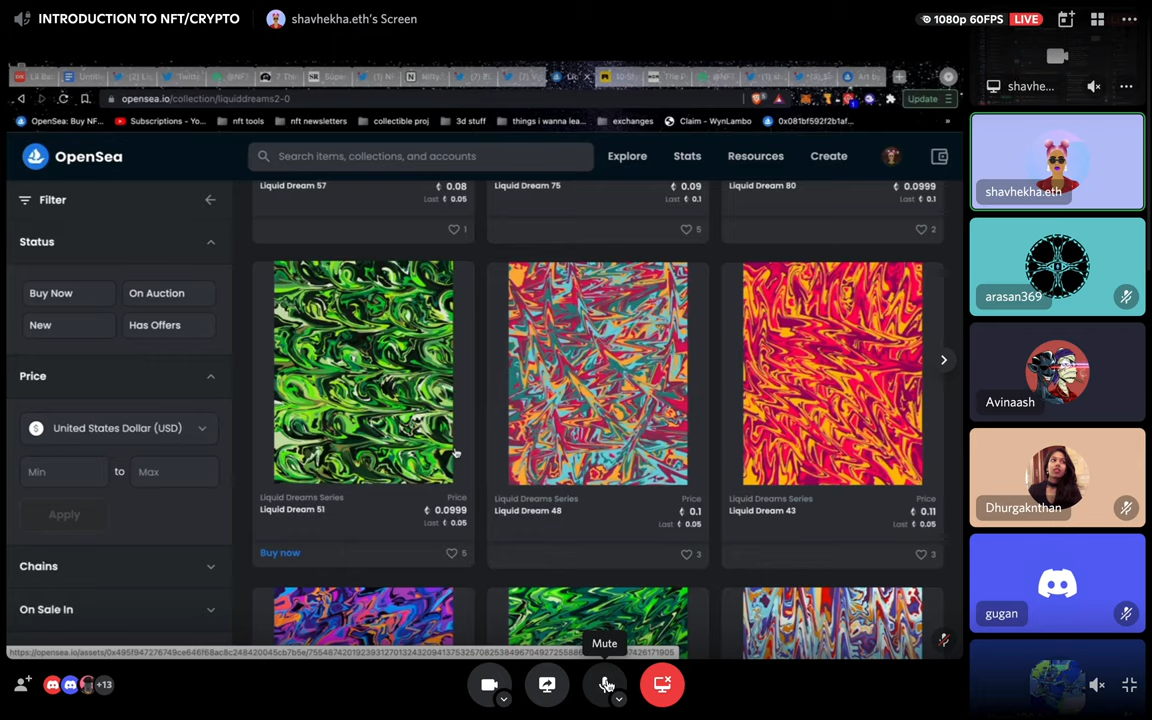 INTRODUCTION TO NFT/CRYPTO
shavhekha.eth's Screen
1080p 60FPS LIVE
opensea.io/collection/liquiddreams2-0
Update
OpenSea: Buy NF...
Subscriptions - Yo...
nft tools
nft newsletters
collectible proj
3d stuff
things i wanna lea...
exchanges
Claim - WynLambo
0x081bf592f2b1af...
OpenSea
Search items, collections, and accounts
Explore
Stats
Resources
Create
Filter
Status
Buy Now
On Auction
New
Has Offers
Price
United States Dollar (USD)
Min
to
Max
Apply
Chains
On Sale In
Liquid Dream 57
0.08
Last 0.05
1
Liquid Dream 75
0.09
Last 0.1
5
Liquid Dream 80
0.0999
Last 0.1
2
Liquid Dreams Series
Price
Liquid Dream 51
0.0999
Last 0.05
Buy now
5
Liquid Dreams Series
Price
Liquid Dream 48
0.1
Last 0.05
3
Liquid Dreams Series
Price
Liquid Dream 43
0.11
Last 0.05
3
Mute
+13
shavhe...
shavhekha.eth
arasan369
Avinaash
Dhurgaknthan
gugan